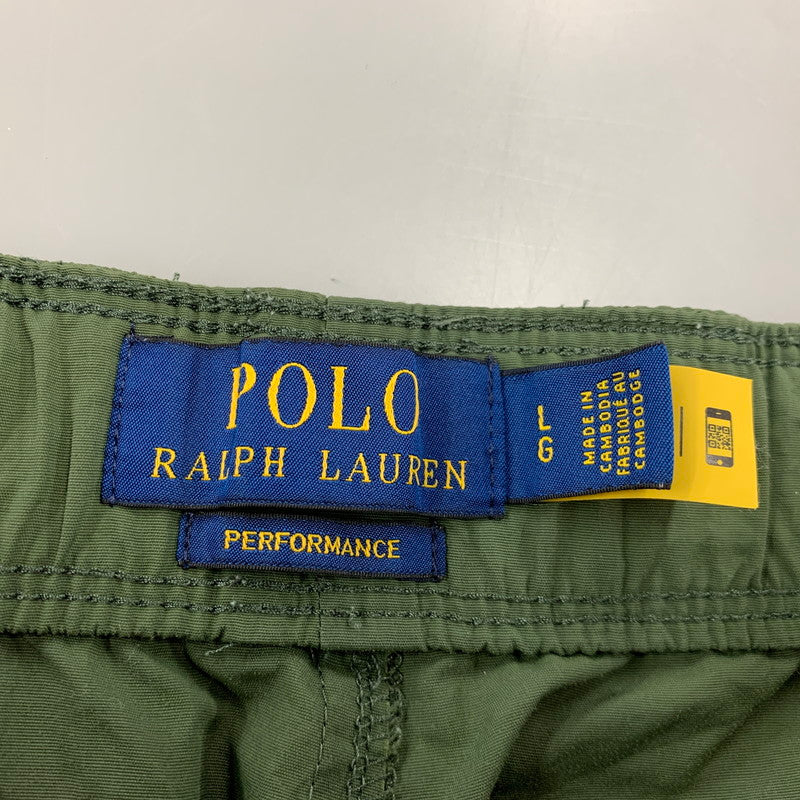 POLO
RALPH LAUREN
PERFORMANCE
L
G
MADE IN
CAMBODIA
FABRIQUÉ AU
CAMBODGE